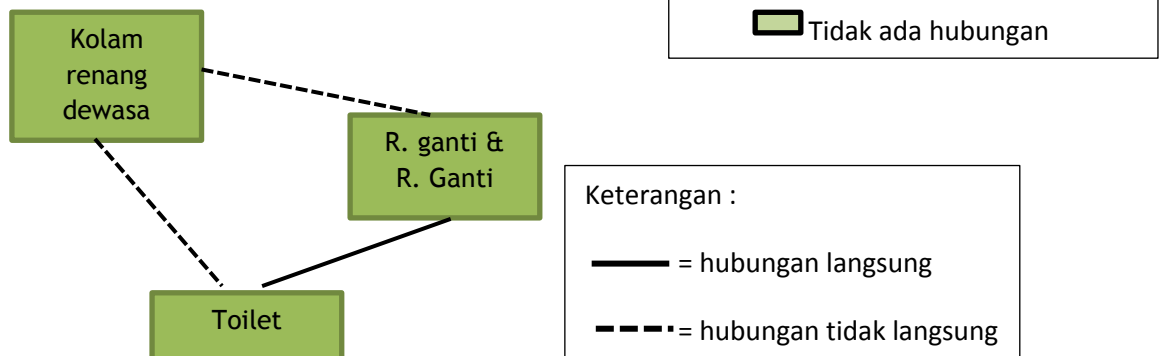 Tidak ada hubungan
Kolam
renang
dewasa
R. ganti &
R. Ganti
Toilet
Keterangan :
= hubungan langsung
= hubungan tidak langsung